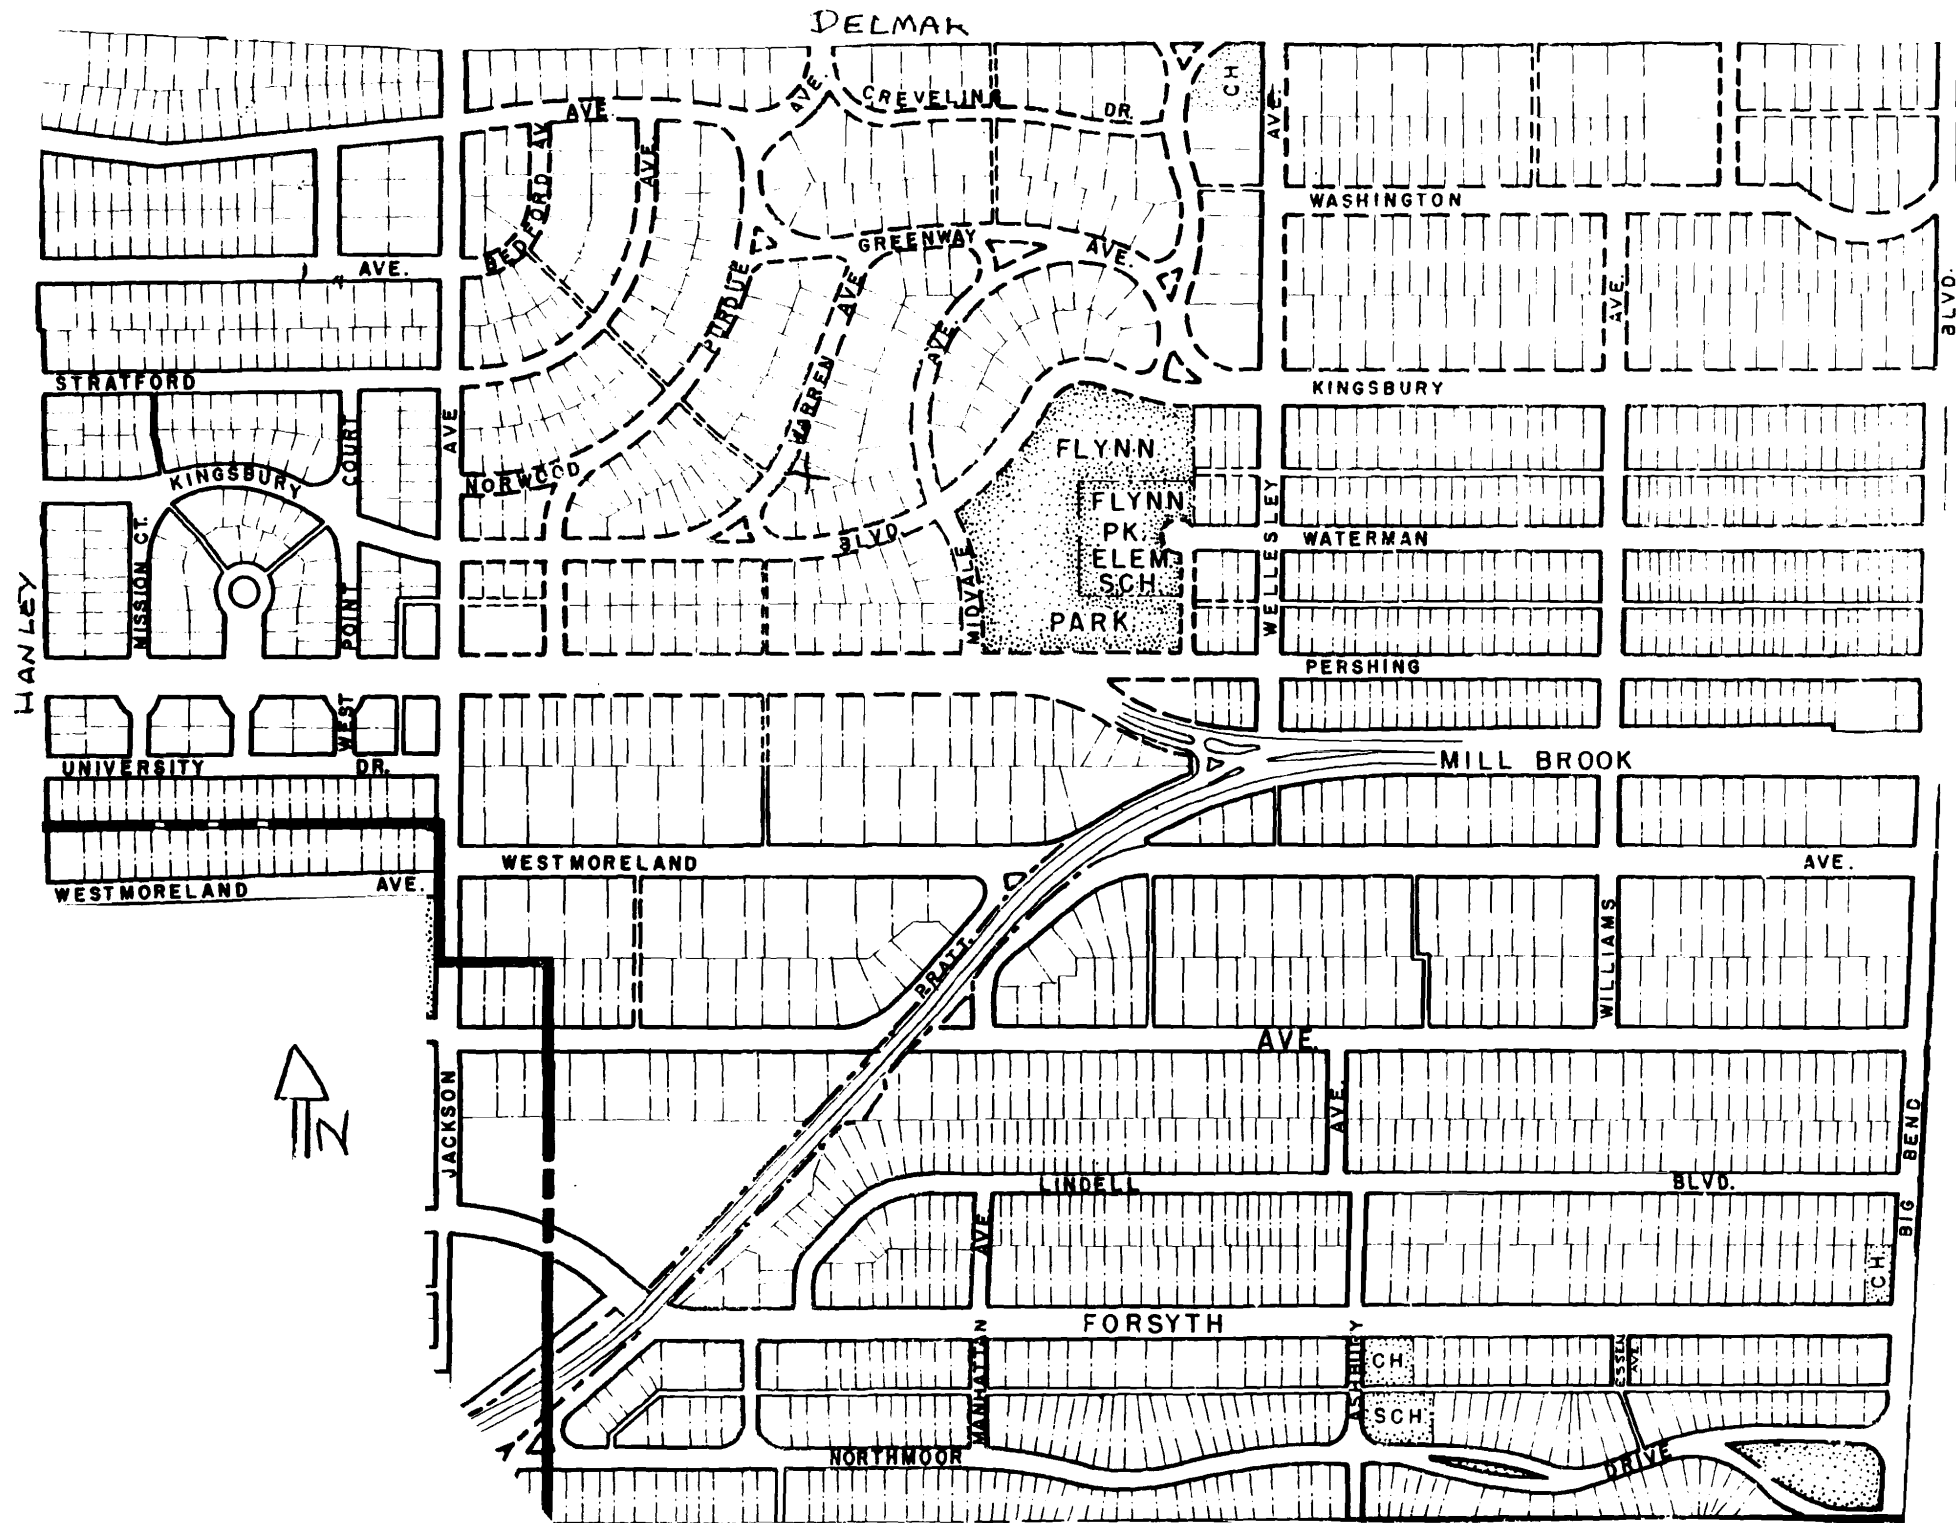 DELMAR
AVE.
CREVELING
DR.
CH
AVE.
AVE.
BEDFORD AV
AVE.
WASHINGTON
GREENWAY
AVE.
AVE.
PURDUE
WARREN
AVE.
AVE.
AVE.
BLVD.
STRATFORD
KINGSBURY
COURT
AVE
KINGSBURY
NORWOOD
FLYNN
FLYNN
PK.
ELEM.
SCH.
PARK
WELLESLEY
WATERMAN
BLVD.
MIDVALE
MISSION CT.
POINT
WEST
HANLEY
PERSHING
UNIVERSITY
DR.
MILL BROOK
WESTMORELAND
AVE.
WESTMORELAND
AVE.
PRATT
WILLIAMS
AVE.
N
JACKSON
AVE.
BIG BEND
LINDELL
BLVD.
AVE
CH
FORSYTH
MANHATTAN
ASHBURY
CH
ESSEN
AVE.
SCH.
NORTHMOOR
DRIVE